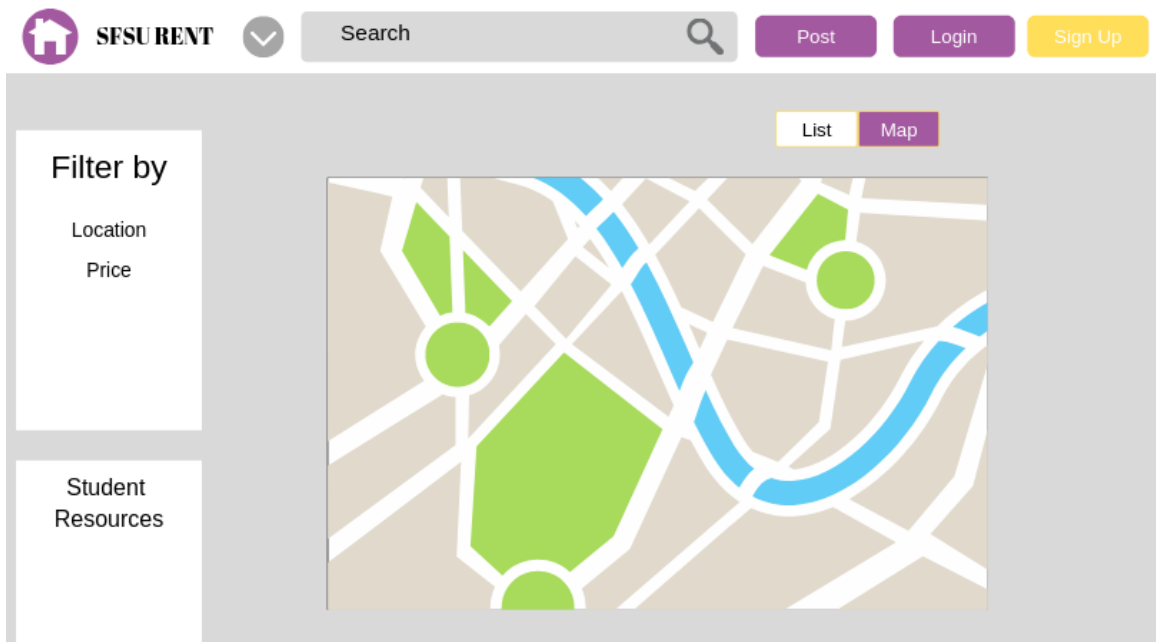 SFSU RENT
Search
Post
Login
Sign Up
List
Map
Filter by
Location
Price
Student
Resources